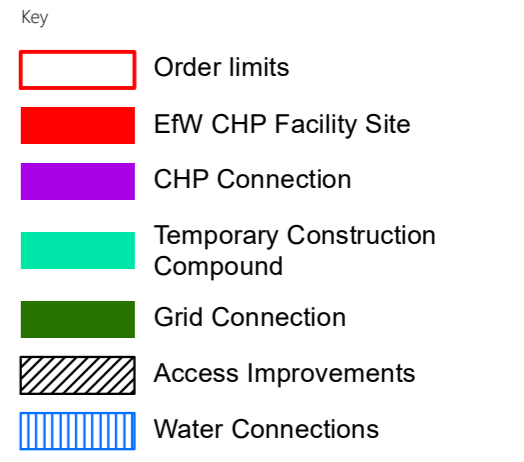 Key
Order limits
EfW CHP Facility Site
CHP Connection
Temporary Construction
Compound
Grid Connection
Access Improvements
Water Connections